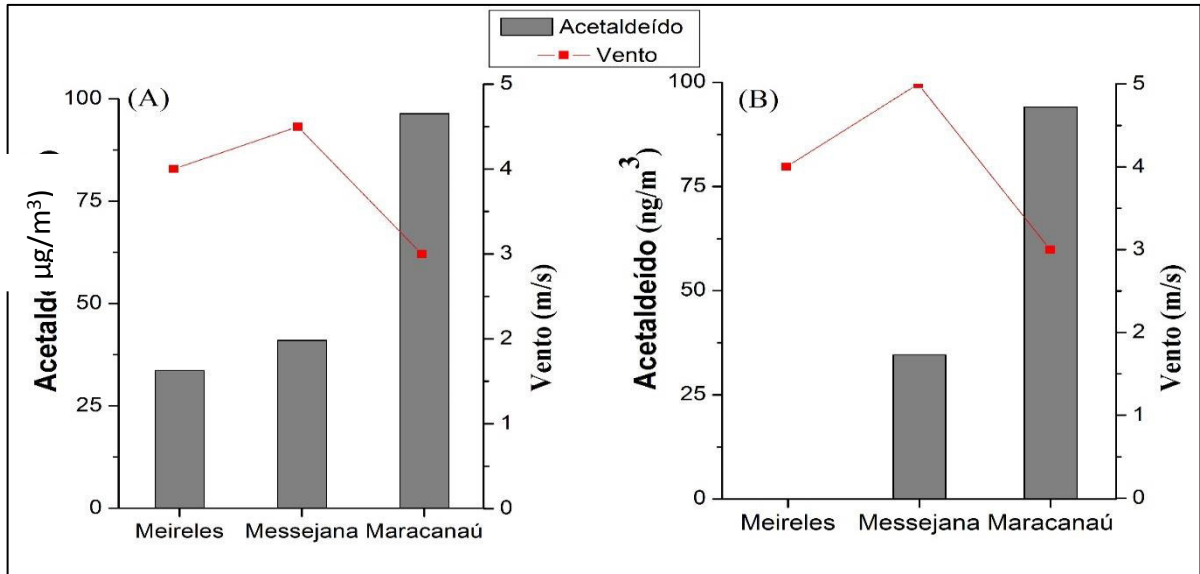 Acetaldeído
Vento
(A)
Acetald
µg/m³)
100
75
50
25
0
5
4
3
2
1
0
Vento (m/s)
Meireles Messejana Maracanaú
(B)
Acetaldeído (ng/m³)
100
75
50
25
0
5
4
3
2
1
0
Vento (m/s)
Meireles Messejana Maracanaú